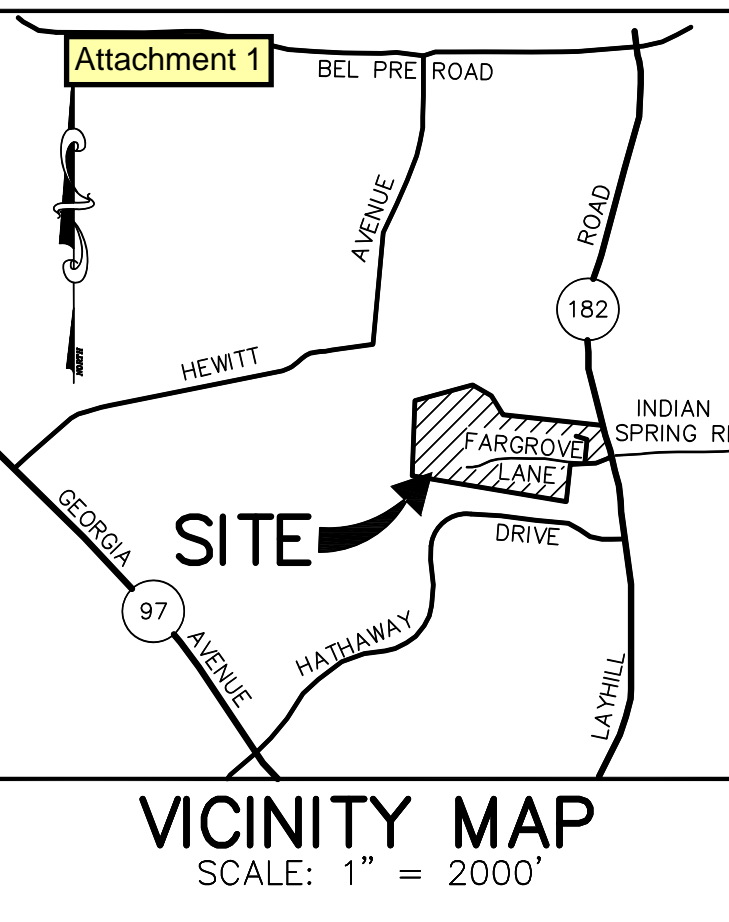 Attachment 1
BEL PRE ROAD
AVENUE
ROAD
NORTH
182
HEWITT
INDIAN
SPRING R
FARGROVE
LANE
SITE
GEORGIA
DRIVE
97
HATHAWAY
AVENUE
LAYHILL
VICINITY MAP
SCALE: 1" = 2000'